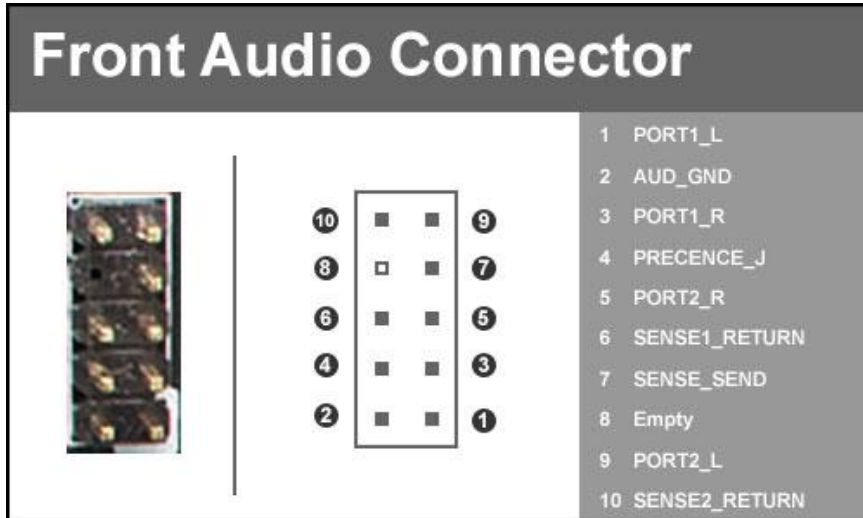 Front Audio Connector
10 9
8 7
6 5
4 3
2 1
1 PORT1_L
2 AUD_GND
3 PORT1_R
4 PRECENCE_J
5 PORT2_R
6 SENSE1_RETURN
7 SENSE_SEND
8 Empty
9 PORT2_L
10 SENSE2_RETURN